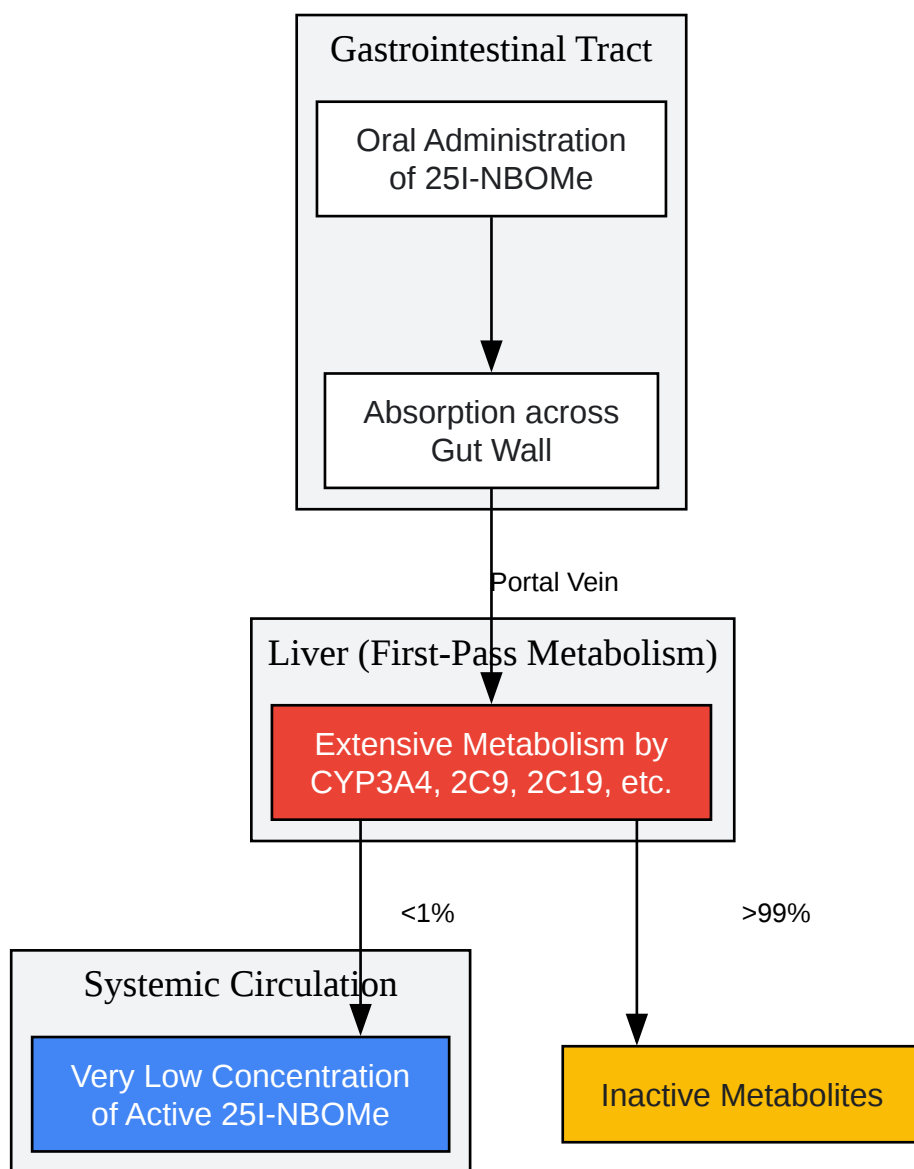 Gastrointestinal Tract
Oral Administration
of 25I-NBOMe
Absorption across
Gut Wall
Portal Vein
Liver (First-Pass Metabolism)
Extensive Metabolism by
CYP3A4, 2C9, 2C19, etc.
<1%
>99%
Systemic Circulation
Very Low Concentration
of Active 25I-NBOMe
Inactive Metabolites